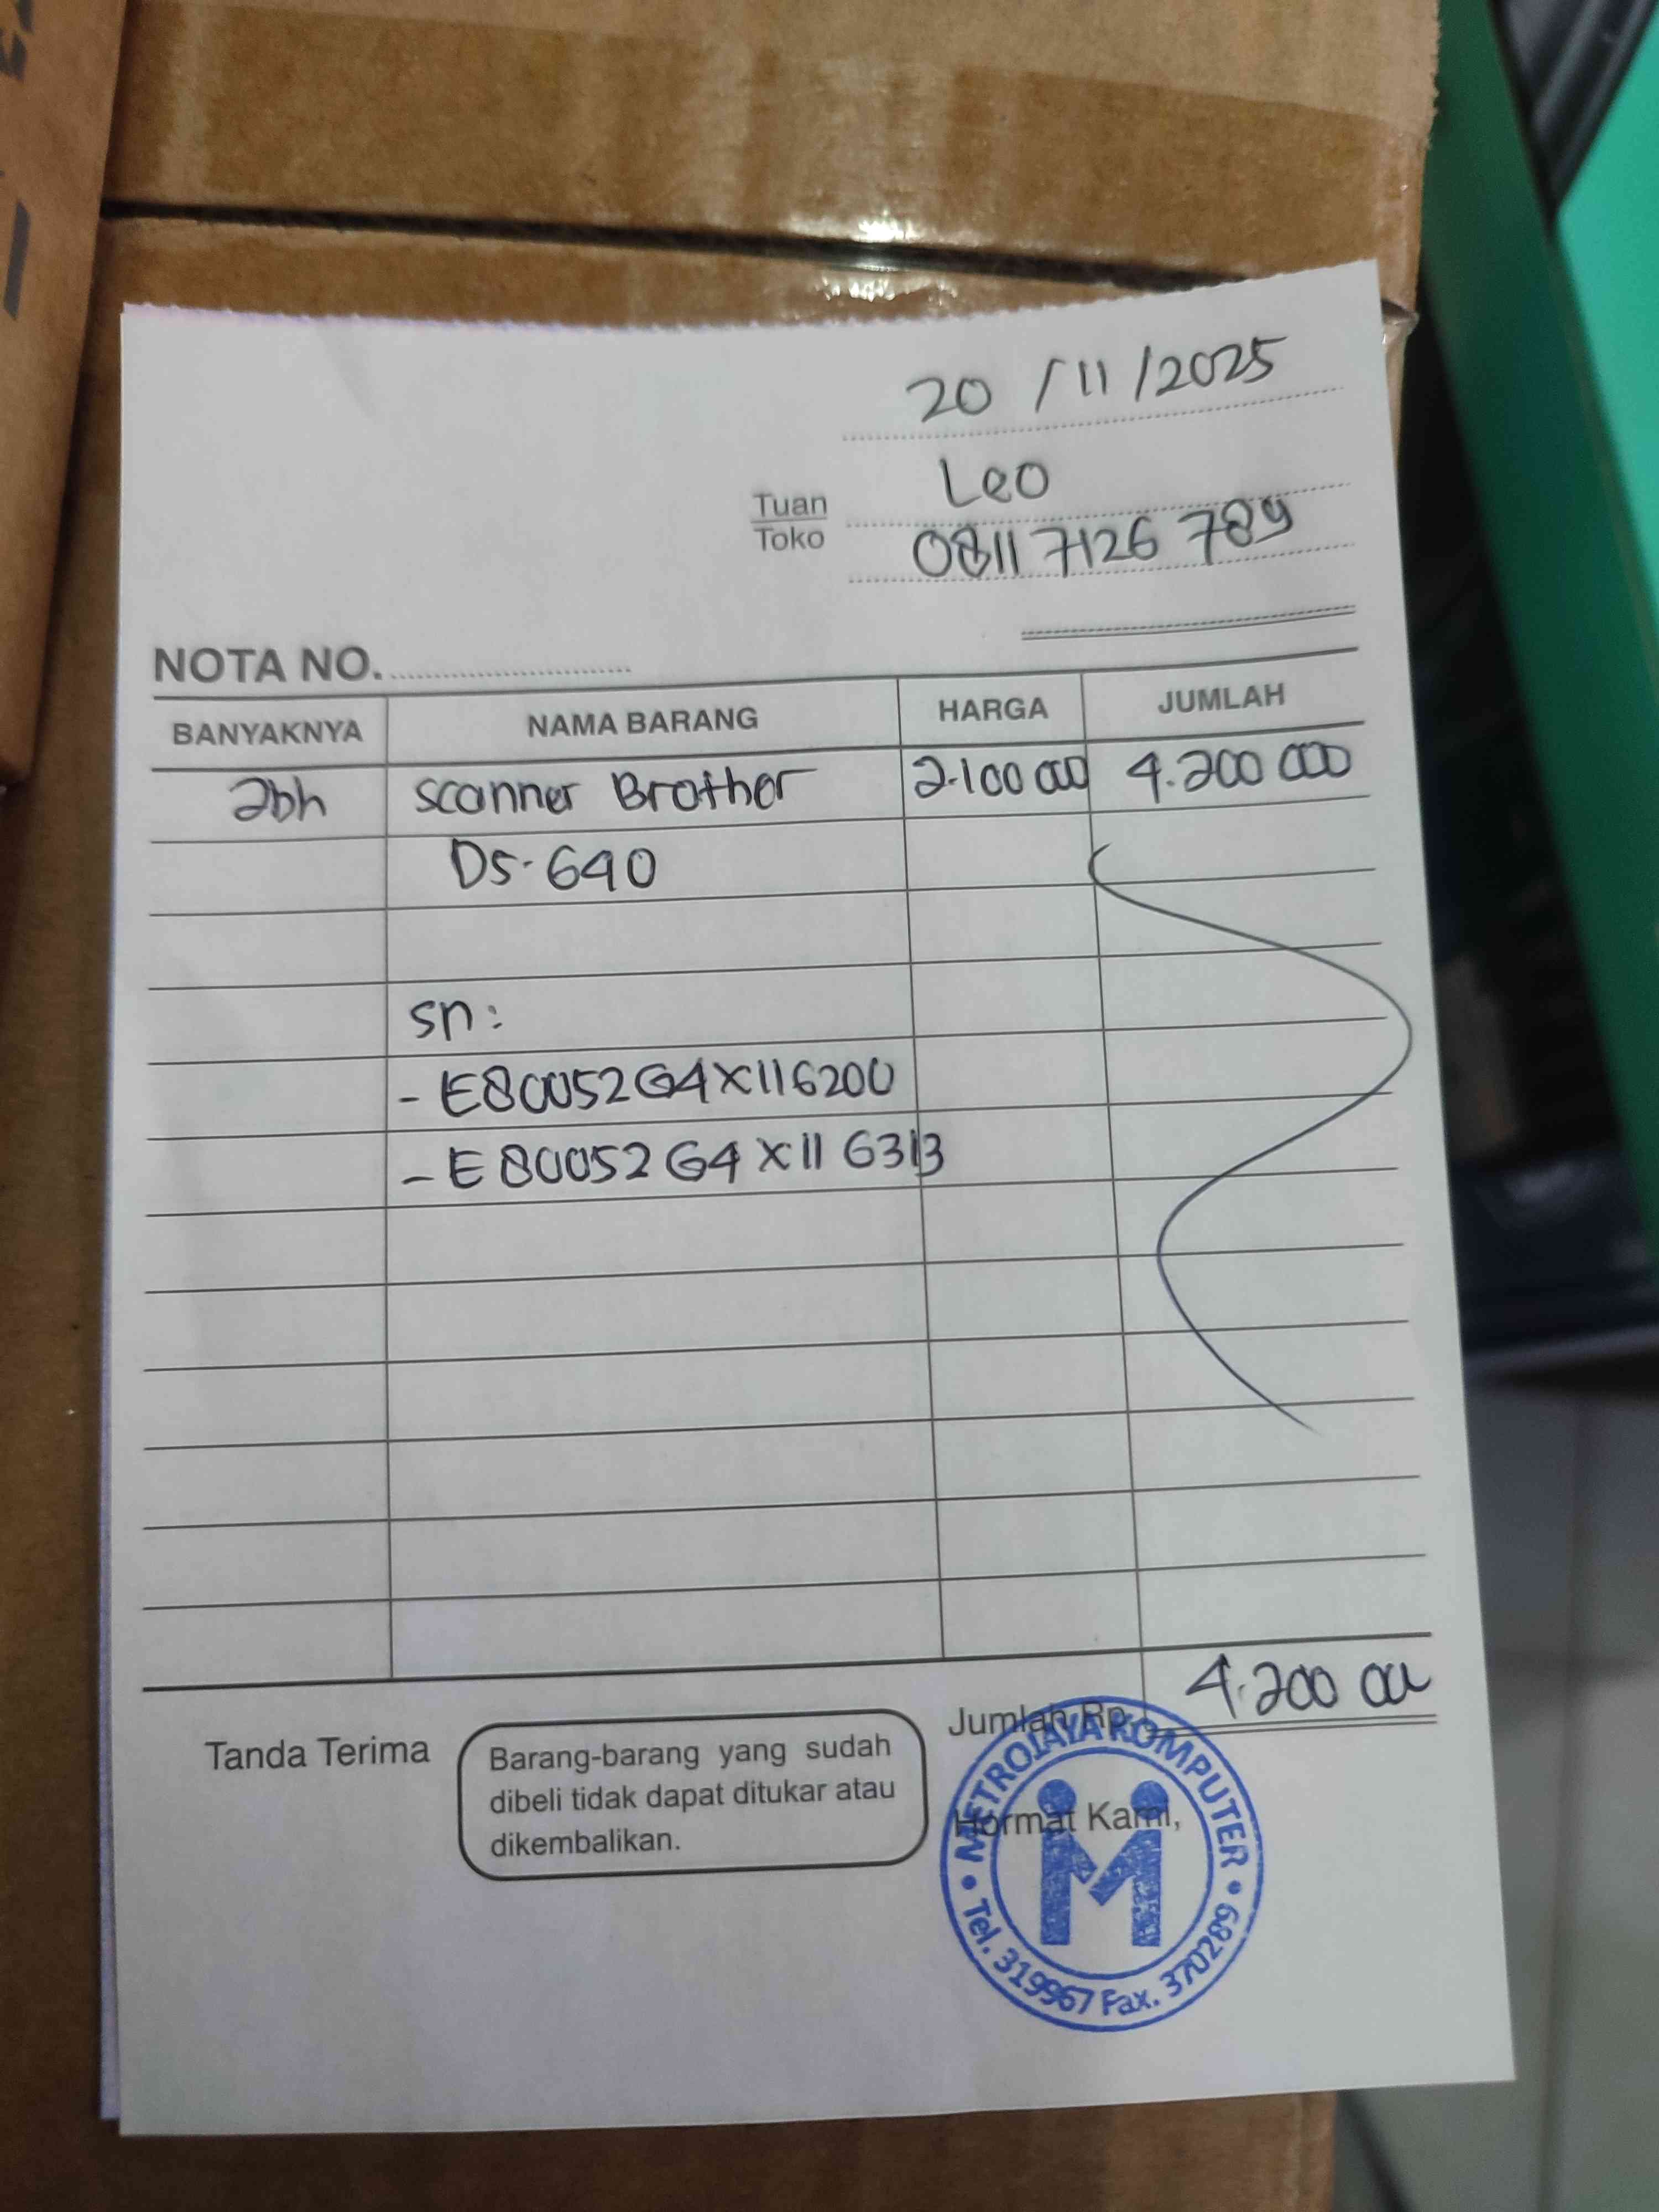 20 / 11 / 2025
Tuan Leo
Toko 0811 7126 789
NOTA NO.
BANYAKNYA NAMA BARANG HARGA JUMLAH
2bh scanner Brother 2.100 000 4.200 000
DS-640
sn:
- E80052G4X116200
- E80052G4X116313
Jumlah Rp. 4.200 000
Tanda Terima
Barang-barang yang sudah
dibeli tidak dapat ditukar atau
dikembalikan.
Hormat Kami,
METROJAYA KOMPUTER
M
Tel. 319967 Fax. 370289